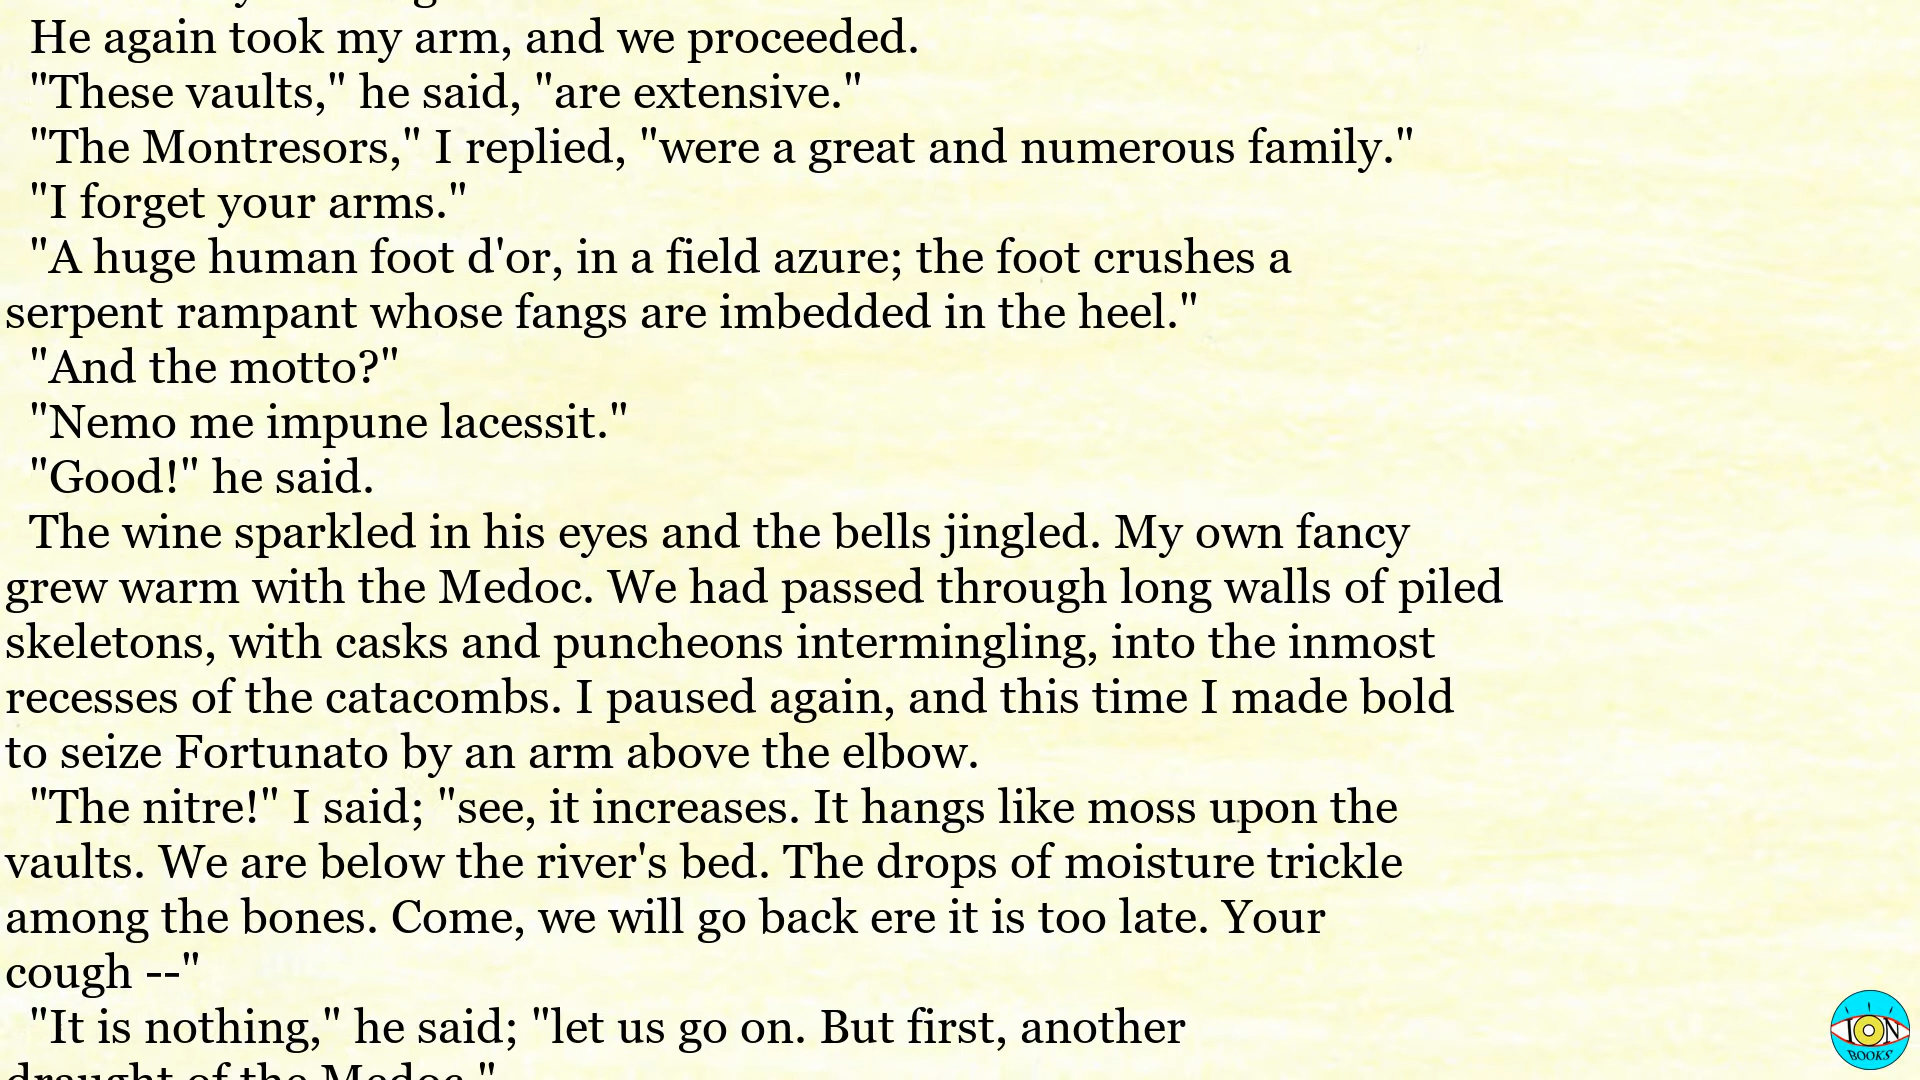 He again took my arm, and we proceeded.
"These vaults," he said, "are extensive."
"The Montresors," I replied, "were a great and numerous family."
"I forget your arms."
"A huge human foot d'or, in a field azure; the foot crushes a
serpent rampant whose fangs are imbedded in the heel."
"And the motto?"
"Nemo me impune lacessit."
"Good!" he said.
The wine sparkled in his eyes and the bells jingled. My own fancy
grew warm with the Medoc. We had passed through long walls of piled
skeletons, with casks and puncheons intermingling, into the inmost
recesses of the catacombs. I paused again, and this time I made bold
to seize Fortunato by an arm above the elbow.
"The nitre!" I said; "see, it increases. It hangs like moss upon the
vaults. We are below the river's bed. The drops of moisture trickle
among the bones. Come, we will go back ere it is too late. Your
cough --"
"It is nothing," he said; "let us go on. But first, another
draught of the Medoc."
ION
BOOKS